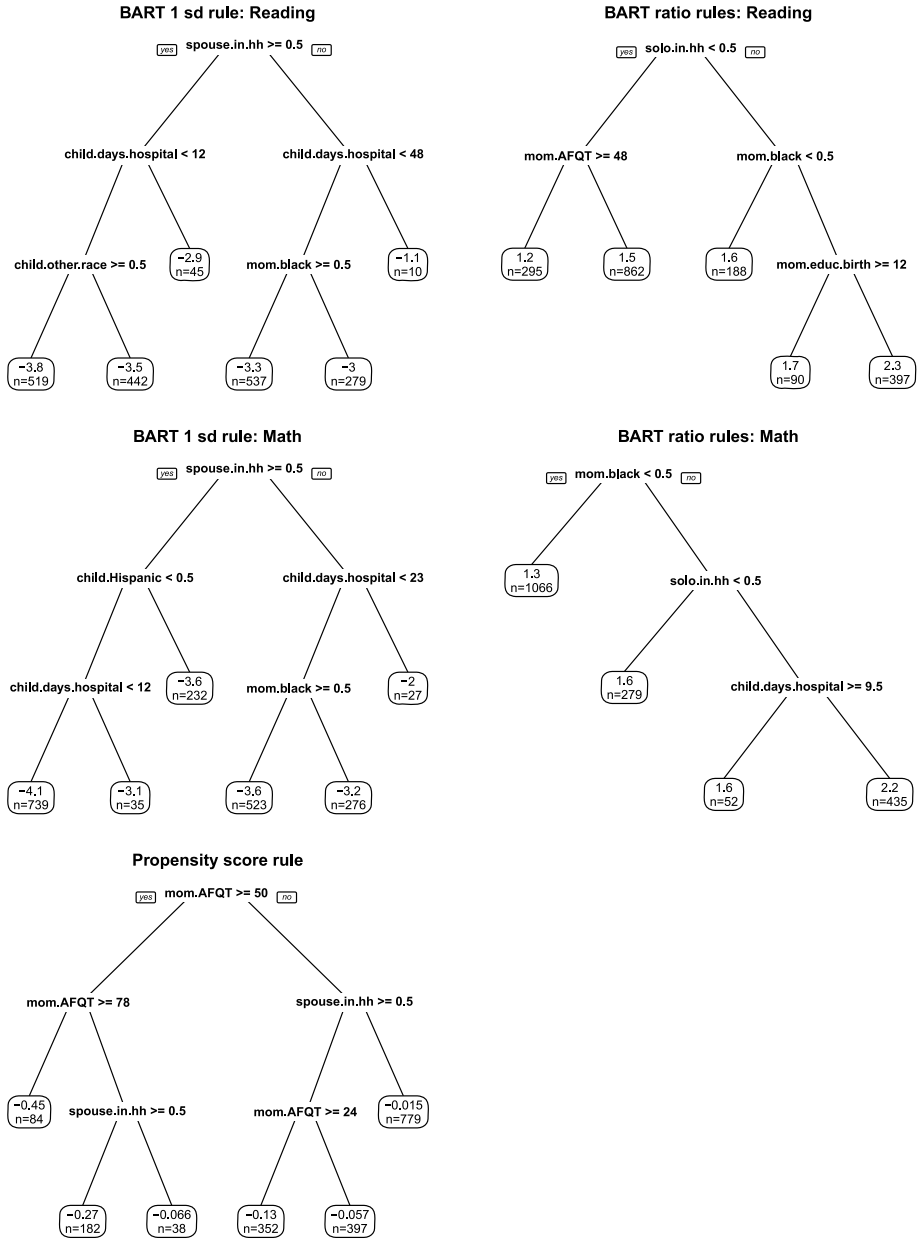 BART 1 sd rule: Reading
yes spouse.in.hh >= 0.5 no
child.days.hospital < 12
child.days.hospital < 48
child.other.race >= 0.5
−2.9
n=45
mom.black >= 0.5
−1.1
n=10
−3.8
n=519
−3.5
n=442
−3.3
n=537
−3
n=279
BART ratio rules: Reading
yes solo.in.hh < 0.5 no
mom.AFQT >= 48
mom.black < 0.5
1.2
n=295
1.5
n=862
1.6
n=188
mom.educ.birth >= 12
1.7
n=90
2.3
n=397
BART 1 sd rule: Math
yes spouse.in.hh >= 0.5 no
child.Hispanic < 0.5
child.days.hospital < 23
child.days.hospital < 12
−3.6
n=232
mom.black >= 0.5
−2
n=27
−4.1
n=739
−3.1
n=35
−3.6
n=523
−3.2
n=276
BART ratio rules: Math
yes mom.black < 0.5 no
1.3
n=1066
solo.in.hh < 0.5
1.6
n=279
child.days.hospital >= 9.5
1.6
n=52
2.2
n=435
Propensity score rule
yes mom.AFQT >= 50 no
mom.AFQT >= 78
spouse.in.hh >= 0.5
−0.45
n=84
spouse.in.hh >= 0.5
mom.AFQT >= 24
−0.015
n=779
−0.27
n=182
−0.066
n=38
−0.13
n=352
−0.057
n=397